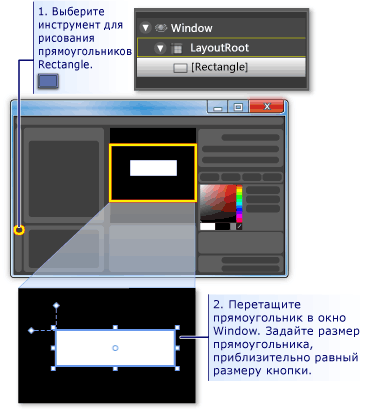 1. Выберите
инструмент для
рисования
прямоугольников
Rectangle.
Window
LayoutRoot
[Rectangle]
2. Перетащите
прямоугольник в окно
Window. Задайте размер
прямоугольника,
приблизительно равный
размеру кнопки.